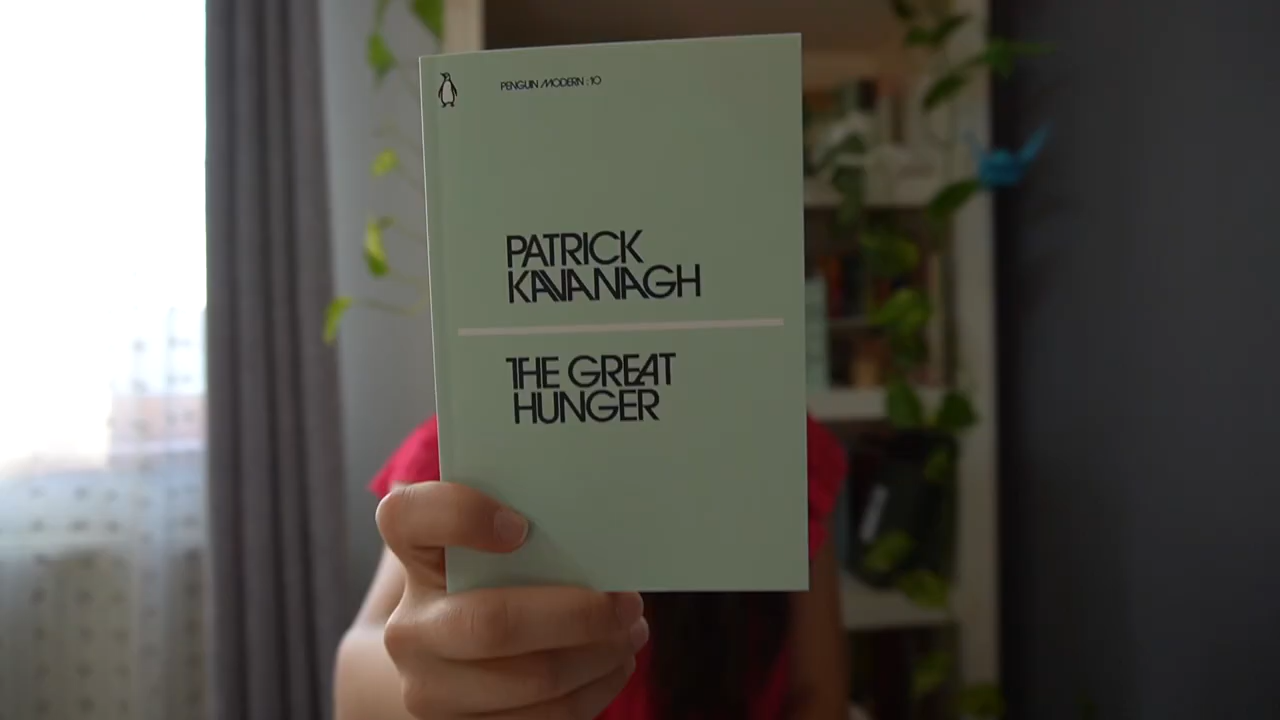 PENGUIN MODERN : 10
PATRICK
KAVANAGH
THE GREAT
HUNGER